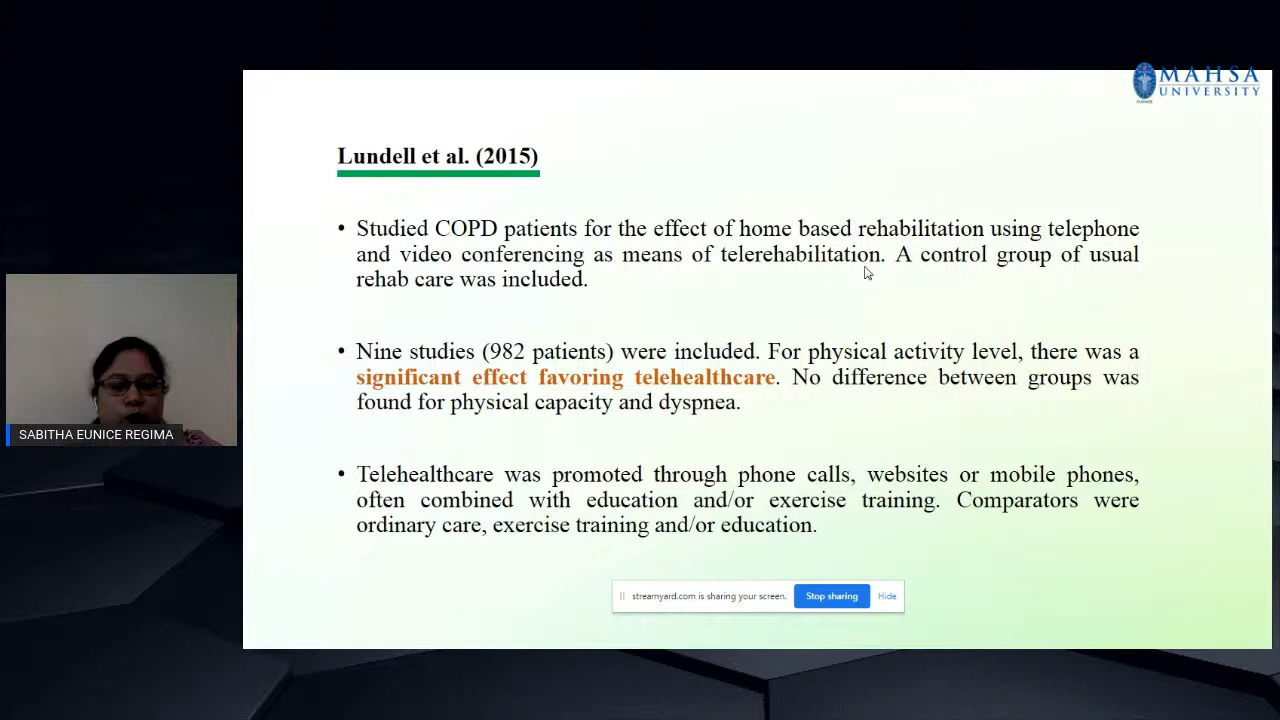 MAHSA
UNIVERSITY
Lundell et al. (2015)
• Studied COPD patients for the effect of home based rehabilitation using telephone
and video conferencing as means of telerehabilitation. A control group of usual
rehab care was included.
• Nine studies (982 patients) were included. For physical activity level, there was a
significant effect favoring telehealthcare. No difference between groups was
found for physical capacity and dyspnea.
SABITHA EUNICE REGIMA
• Telehealthcare was promoted through phone calls, websites or mobile phones,
often combined with education and/or exercise training. Comparators were
ordinary care, exercise training and/or education.
streamyard.com is sharing your screen. Stop sharing Hide